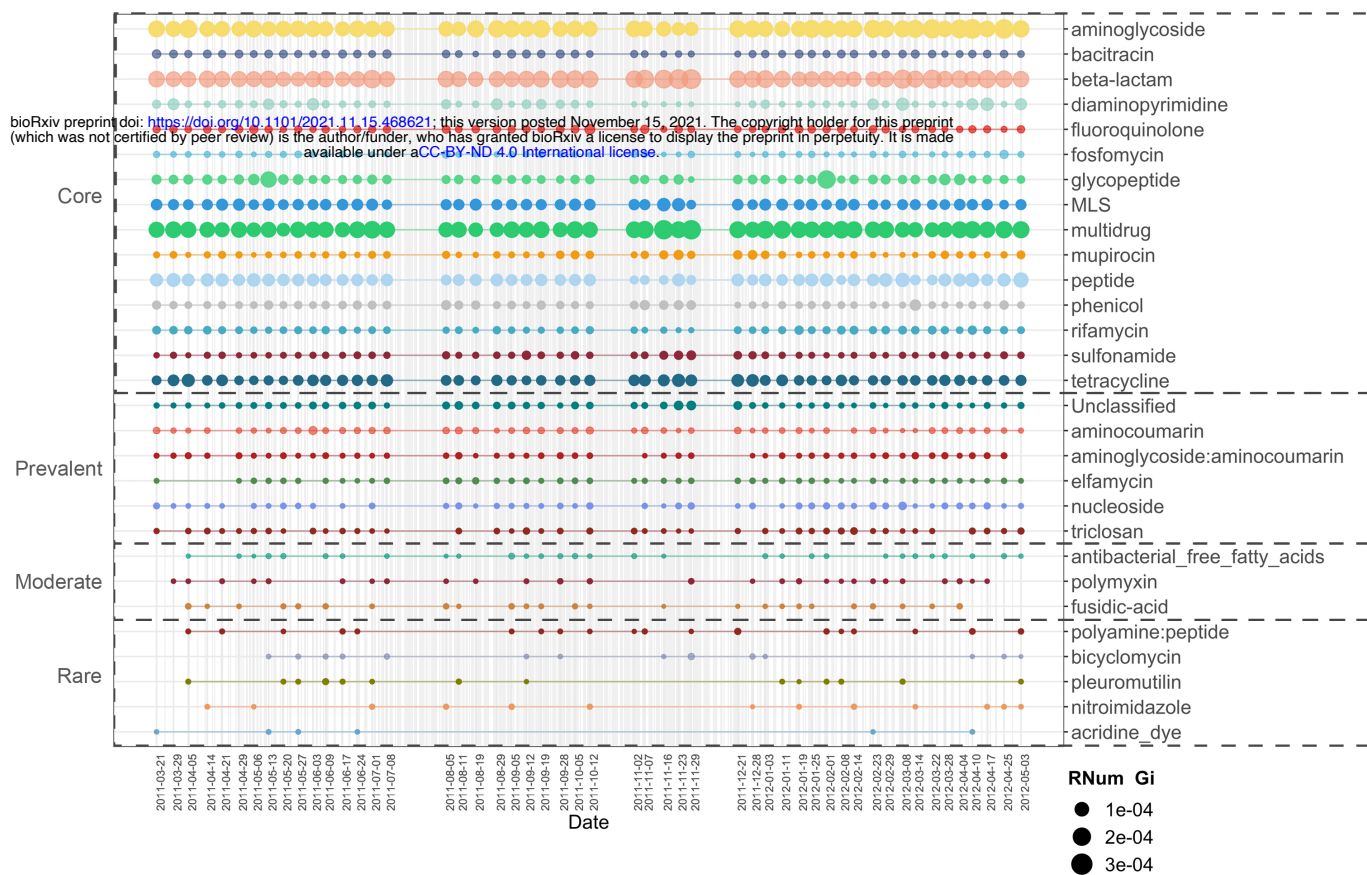 aminoglycoside
bacitracin
beta-lactam
diaminopyrimidine
bioRxiv preprint doi: https://doi.org/10.1101/2021.11.15.468621; this version posted November 15, 2021. The copyright holder for this preprint
fluoroquinolone
(which was not certified by peer review) is the author/funder, who has granted bioRxiv a license to display the preprint in perpetuity. It is made
available under aCC-BY-ND 4.0 International license.
fosfomycin
glycopeptide
Core
MLS
multidrug
mupirocin
peptide
phenicol
rifamycin
sulfonamide
tetracycline
Unclassified
aminocoumarin
Prevalent
aminoglycoside:aminocoumarin
elfamycin
nucleoside
triclosan
antibacterial_free_fatty_acids
Moderate
polymyxin
fusidic-acid
polyamine:peptide
bicyclomycin
Rare
pleuromutilin
nitroimidazole
acridine_dye
2011-03-21
2011-03-29
2011-04-05
2011-04-14
2011-04-21
2011-04-29
2011-05-06
2011-05-13
2011-05-20
2011-05-27
2011-06-03
2011-06-09
2011-06-17
2011-06-24
2011-07-01
2011-07-08
2011-08-05
2011-08-11
2011-08-19
2011-08-29
2011-09-05
2011-09-12
2011-09-19
2011-09-28
2011-10-05
2011-10-12
2011-11-02
2011-11-07
2011-11-16
2011-11-23
2011-11-29
2011-12-21
2011-12-28
2012-01-03
2012-01-11
2012-01-19
2012-01-25
2012-02-01
2012-02-08
2012-02-14
2012-02-23
2012-02-29
2012-03-08
2012-03-14
2012-03-22
2012-03-28
2012-04-04
2012-04-10
2012-04-17
2012-04-25
2012-05-03
Date
RNum Gi
1e-04
2e-04
3e-04